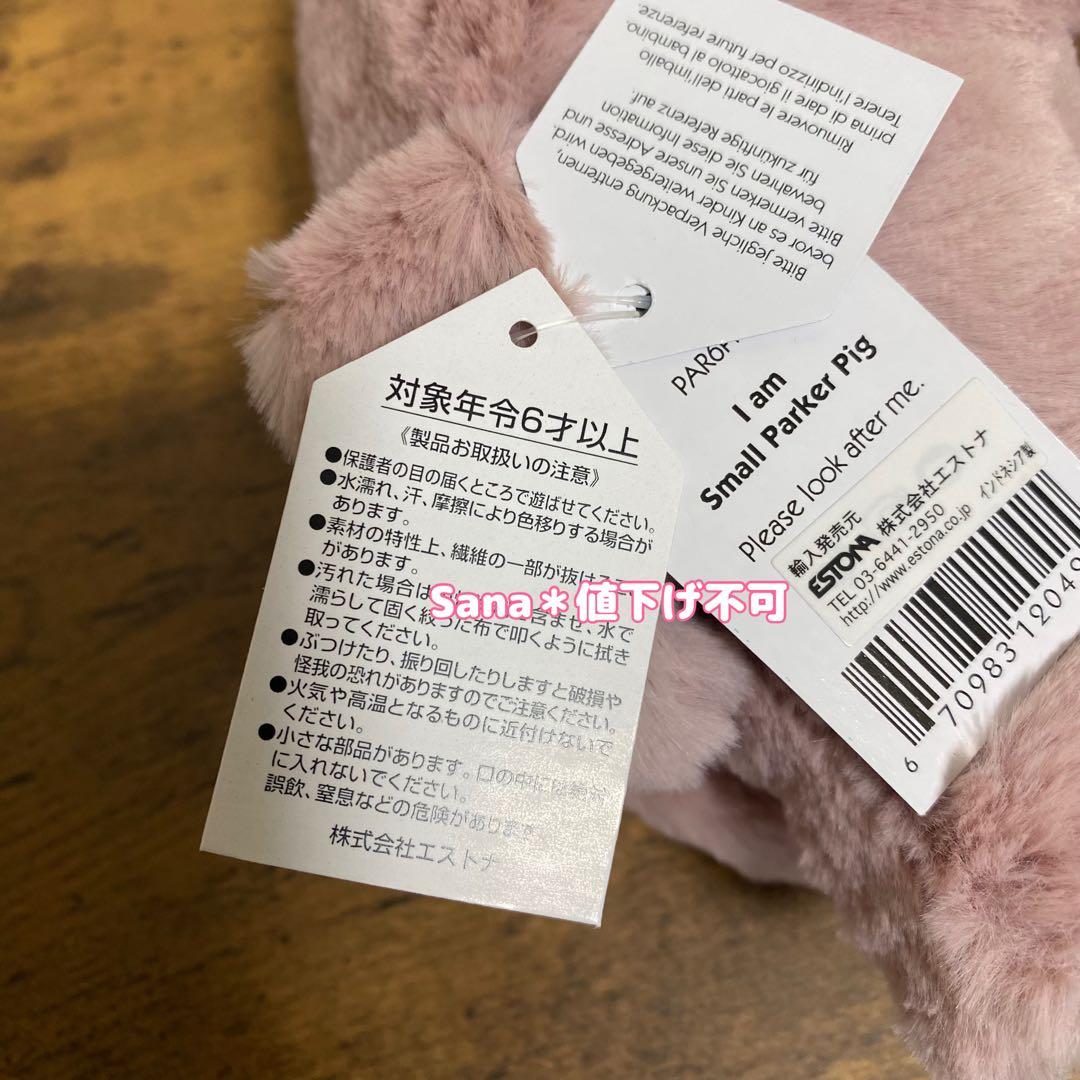 Tenere l'indirizzo per future referenze.
prima di dare il giocattolo al bambino.
Rimuovere le parti dell'imballo
für zukünftige Referenz auf.
bewahren Sie diese Information
Bitte vermerken Sie unsere Adresse und
bevor es an Kinder weitergegeben wird.
Bitte jegliche Verpackung entfernen,
I am
Small Parker Pig
Please look after me.
輸入発売元
ESTONA 株式会社エストナ
TEL 03-6441-2950
http://www.estona.co.jp
インドネシア製
6 70983 12049
対象年令6才以上
《製品お取扱いの注意》
●保護者の目の届くところで遊ばせてください。
●水濡れ、汗、摩擦により色移りする場合が
あります。
●素材の特性上、繊維の一部が抜ける
があります。
●汚れた場合は 含ませ、水で
濡らして固く絞った布で叩くように拭き
取ってください。
●ぶつけたり、振り回したりしますと破損や
怪我の恐れがありますのでご注意ください。
●火気や高温となるものに近付けないで
ください。
●小さな部品があります。口の中には絶対
に入れないでください。
誤飲、窒息などの危険があります
株式会社エストナ
Sana＊値下げ不可